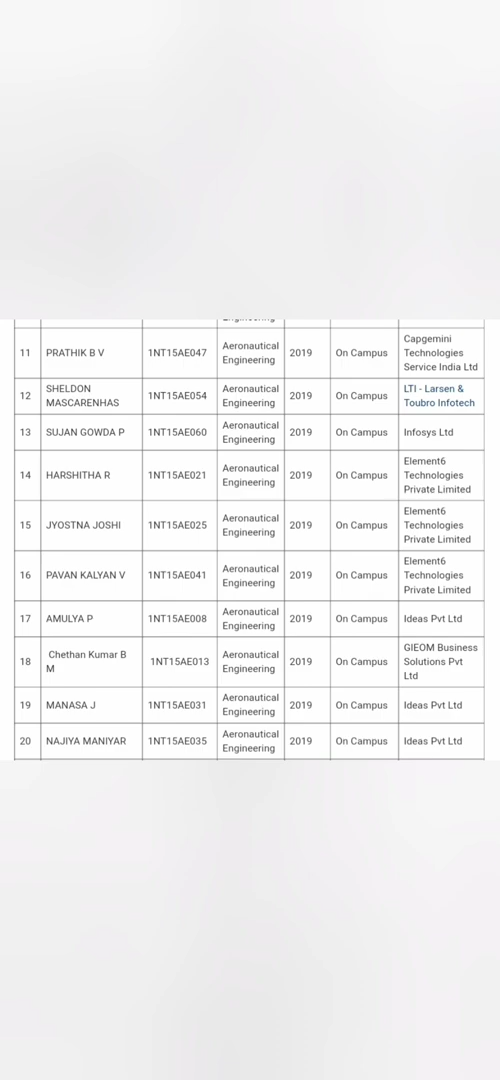 Engineering
11 PRATHIK B V 1NT15AE047 Aeronautical Engineering 2019 On Campus Capgemini Technologies Service India Ltd
12 SHELDON MASCARENHAS 1NT15AE054 Aeronautical Engineering 2019 On Campus LTI - Larsen & Toubro Infotech
13 SUJAN GOWDA P 1NT15AE060 Aeronautical Engineering 2019 On Campus Infosys Ltd
14 HARSHITHA R 1NT15AE021 Aeronautical Engineering 2019 On Campus Element6 Technologies Private Limited
15 JYOSTNA JOSHI 1NT15AE025 Aeronautical Engineering 2019 On Campus Element6 Technologies Private Limited
16 PAVAN KALYAN V 1NT15AE041 Aeronautical Engineering 2019 On Campus Element6 Technologies Private Limited
17 AMULYA P 1NT15AE008 Aeronautical Engineering 2019 On Campus Ideas Pvt Ltd
18 Chethan Kumar B M 1NT15AE013 Aeronautical Engineering 2019 On Campus GIEOM Business Solutions Pvt Ltd
19 MANASA J 1NT15AE031 Aeronautical Engineering 2019 On Campus Ideas Pvt Ltd
20 NAJIYA MANIYAR 1NT15AE035 Aeronautical Engineering 2019 On Campus Ideas Pvt Ltd